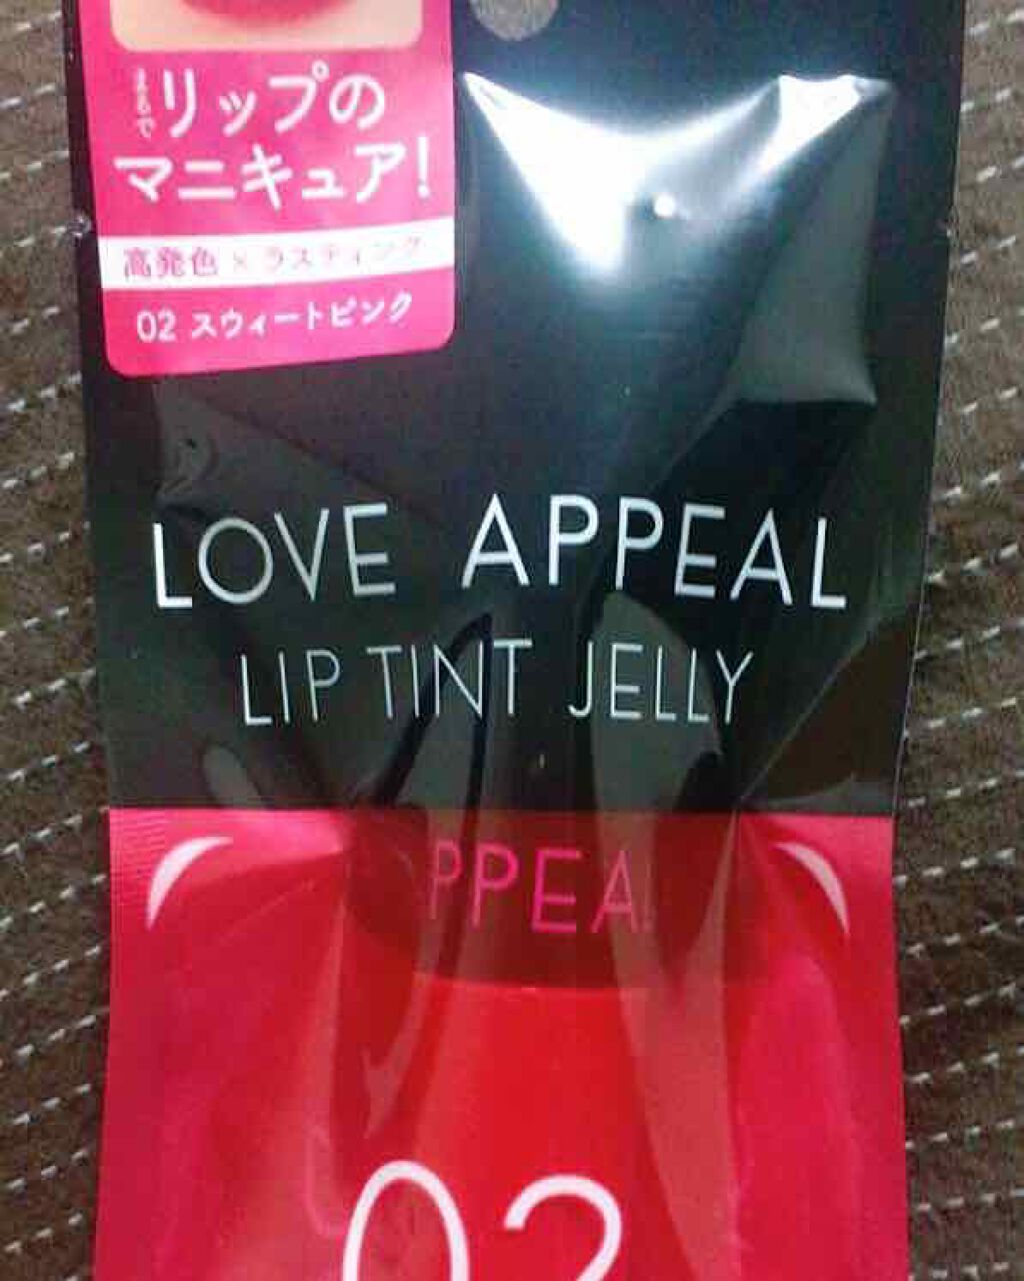 まるで
リップの
マニキュア!
高発色×ラスティング
02 スウィートピンク
LOVE APPEAL
LIP TINT JELLY
PPEA
02